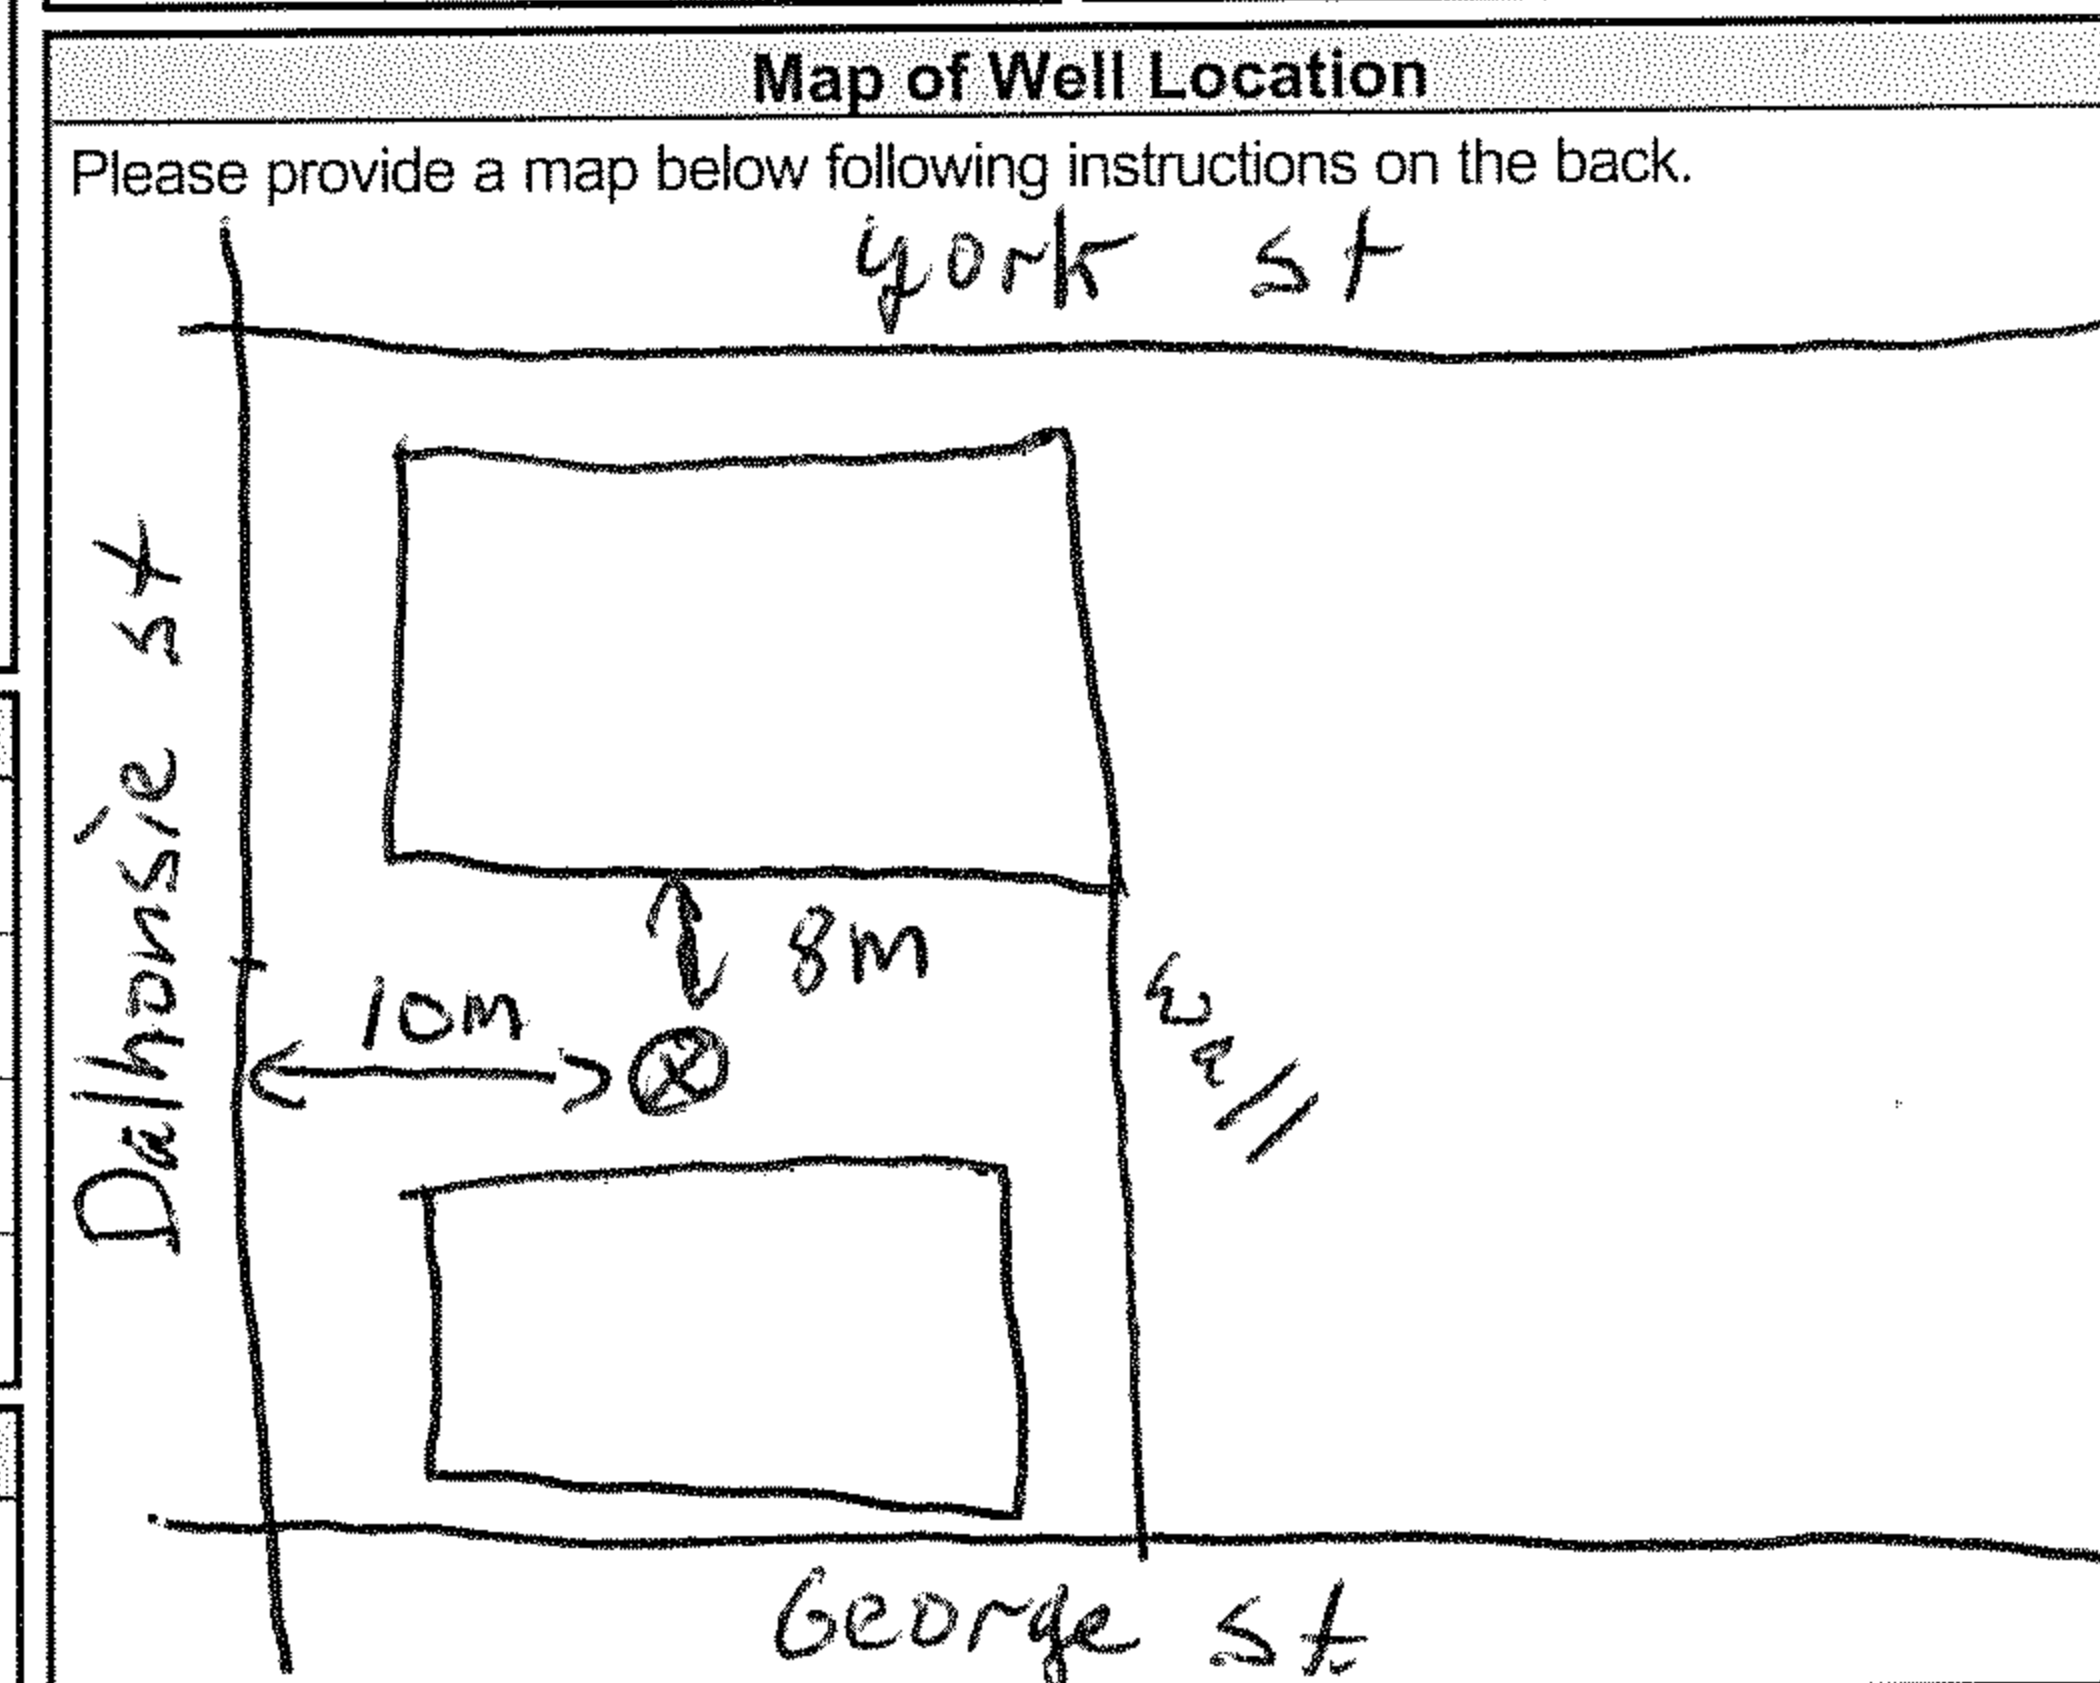 Map of Well Location
Please provide a map below following instructions on the back.
York St
Dalhonsie St
8M
10M
Wall
George St